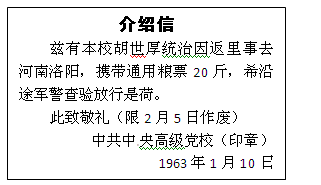 介绍信
兹有本校胡世厚统治因返里事去
河南洛阳，携带通用粮票 20 斤，希沿
途军警查验放行是荷。
此致敬礼（限 2 月 5 日作废）
中共中央高级党校（印章）
1963 年 1 月 10 日